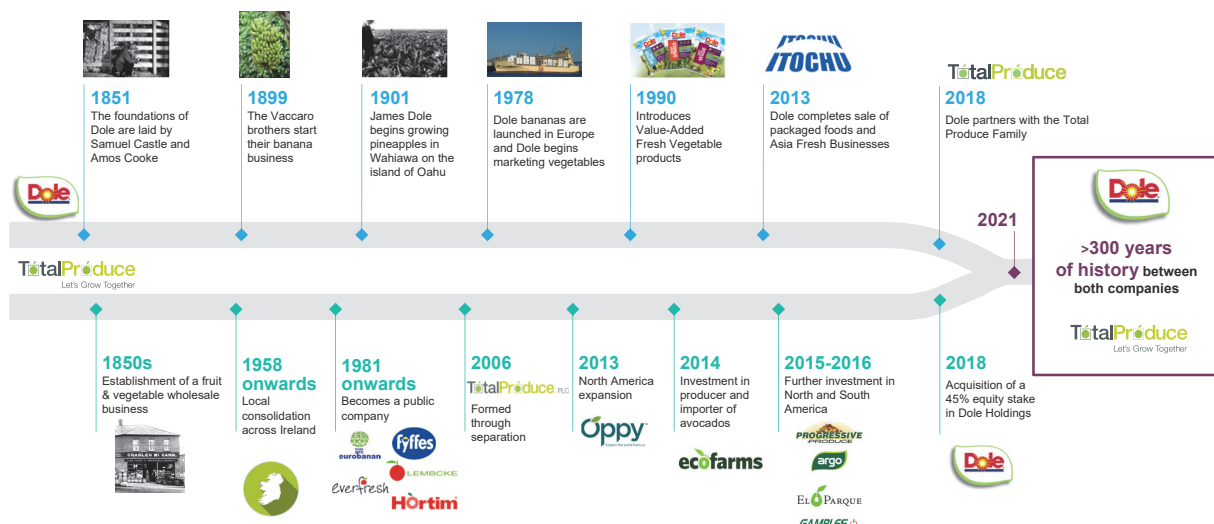 ITOCHU
TotalProduce
1851
The foundations of
Dole are laid by
Samuel Castle and
Amos Cooke
1899
The Vaccaro
brothers start
their banana
business
1901
James Dole
begins growing
pineapples in
Wahiawa on the
island of Oahu
1978
Dole bananas are
launched in Europe
and Dole begins
marketing vegetables
1990
Introduces
Value-Added
Fresh Vegetable
products
2013
Dole completes sale of
packaged foods and
Asia Fresh Businesses
2018
Dole partners with the Total
Produce Family
Dole
2021
Dole
>300 years
of history between
both companies
TotalProduce
Let's Grow Together
TotalProduce
Let's Grow Together
1850s
Establishment of a fruit
& vegetable wholesale
business
CHARLES Mc CANN
1958
onwards
Local
consolidation
across Ireland
1981
onwards
Becomes a public
company
eurobanan
Fyffes
LEMBCKE
everfresh
Hortim
2006
TotalProduce PLC
Formed
through
separation
2013
North America
expansion
Oppy
2014
Investment in
producer and
importer of
avocados
ecofarms
2015-2016
Further investment in
North and South
America
PROGRESSIVE
PRODUCE
argo
EL PARQUE
GAMBLES
2018
Acquisition of a
45% equity stake
in Dole Holdings
Dole